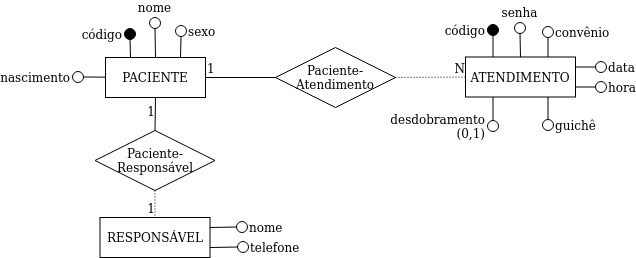 nome
código
sexo
nascimento
PACIENTE
1
Paciente-
Atendimento
N
senha
código
convênio
ATENDIMENTO
data
hora
desdobramento
(0,1)
guichê
1
Paciente-
Responsável
1
RESPONSÁVEL
nome
telefone